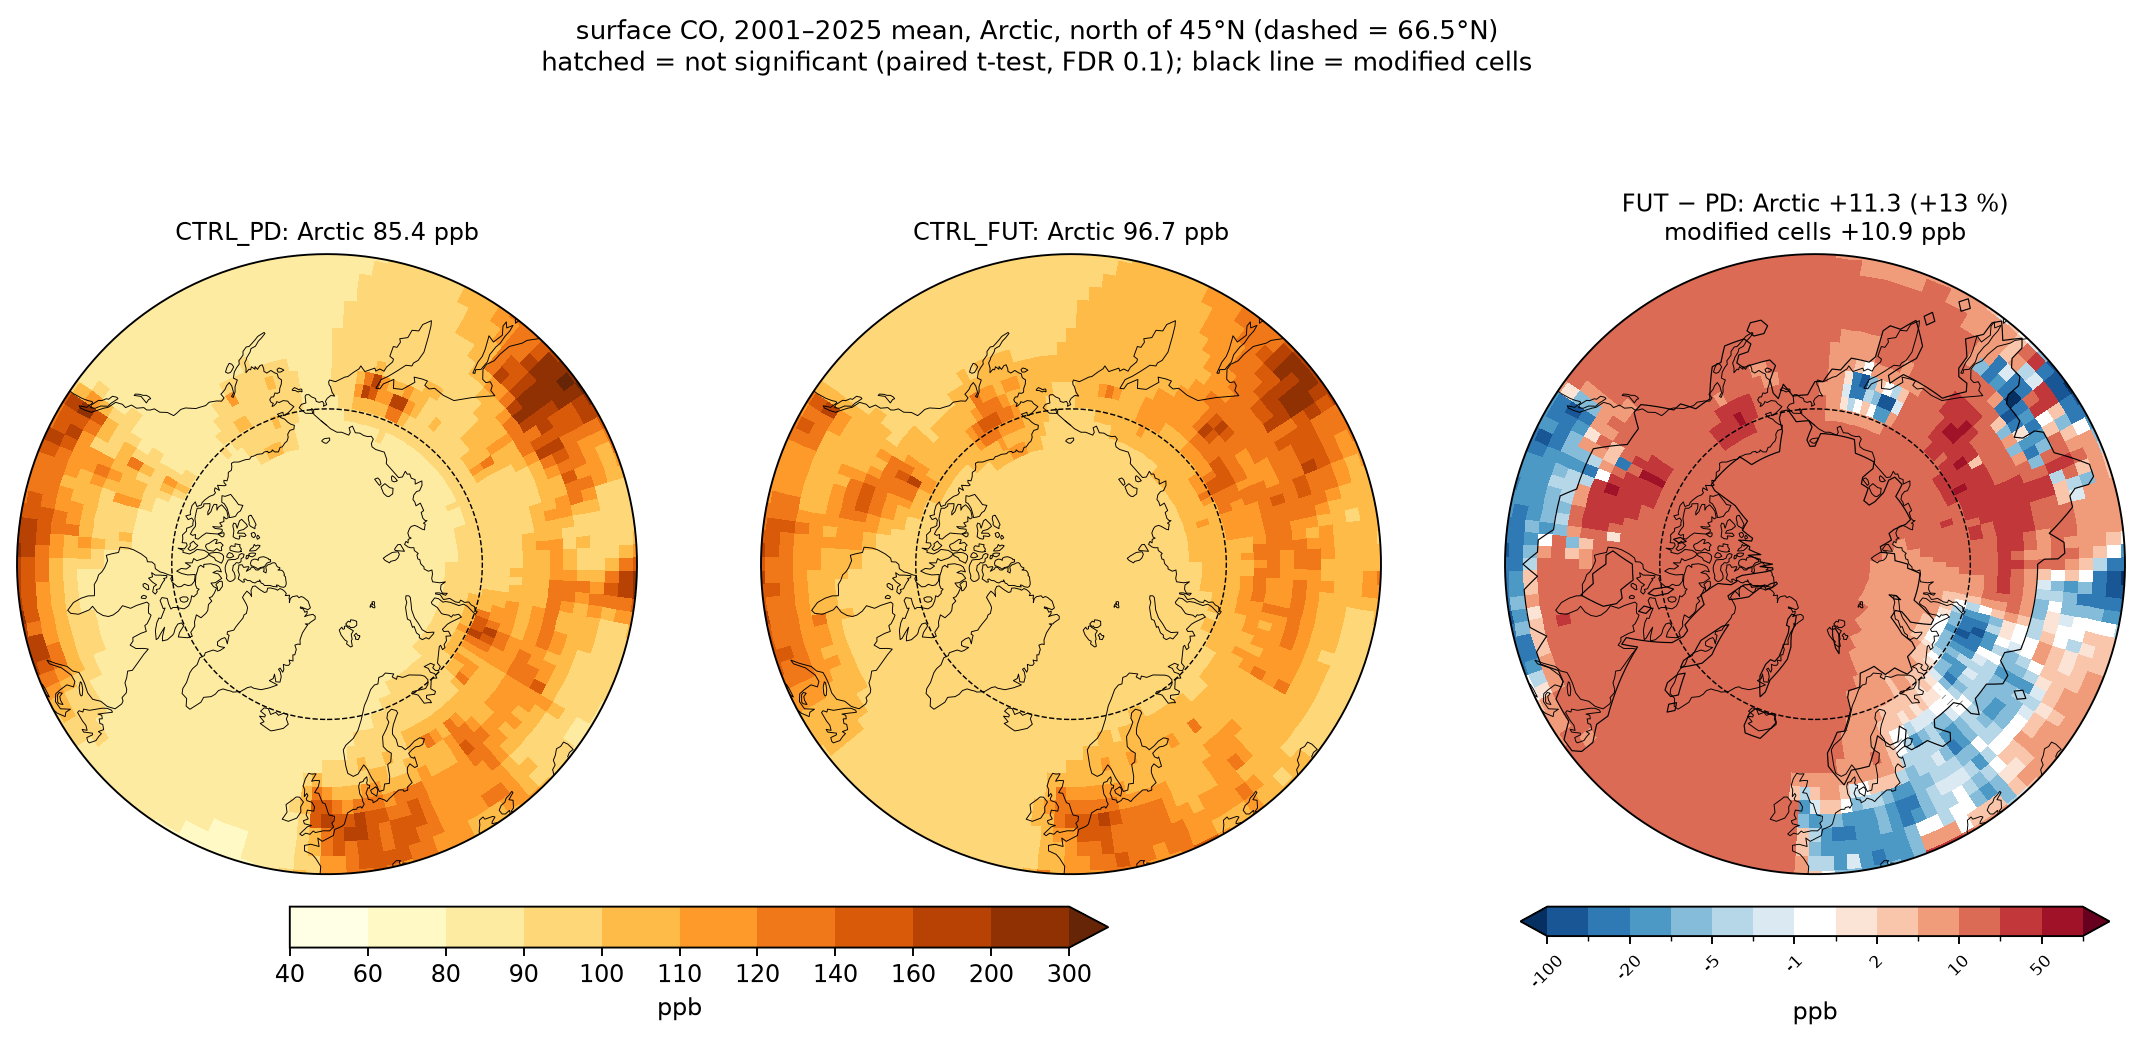 surface CO, 2001–2025 mean, Arctic, north of 45°N (dashed = 66.5°N)
hatched = not significant (paired t-test, FDR 0.1); black line = modified cells
CTRL_PD: Arctic 85.4 ppb
CTRL_FUT: Arctic 96.7 ppb
FUT − PD: Arctic +11.3 (+13 %)
modified cells +10.9 ppb
40 60 80 90 100 110 120 140 160 200 300
ppb
-100 -20 -5 -1 2 10 50
ppb